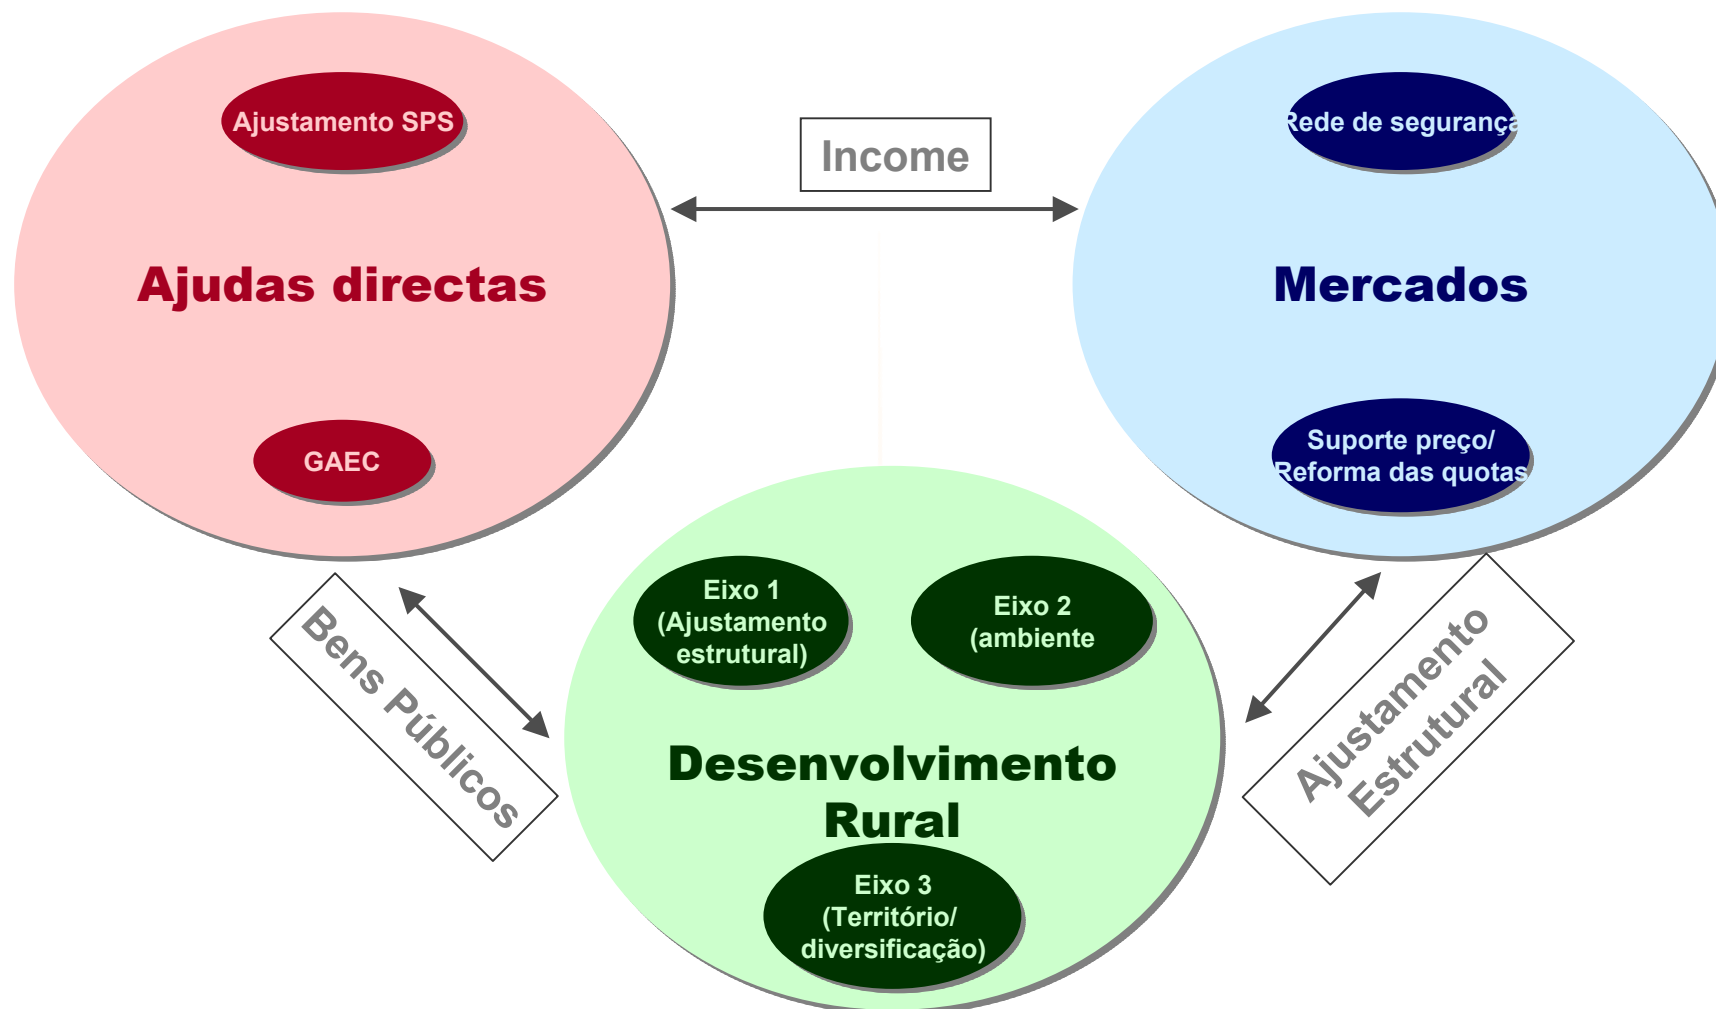 Ajustamento SPS
Rede de segurança
Income
Ajudas directas
Mercados
GAEC
Suporte preço/
Reforma das quotas
Eixo 1
(Ajustamento
estrutural)
Eixo 2
(ambiente
Bens Públicos
Ajustamento
Estrutural
Desenvolvimento
Rural
Eixo 3
(Território/
diversificação)